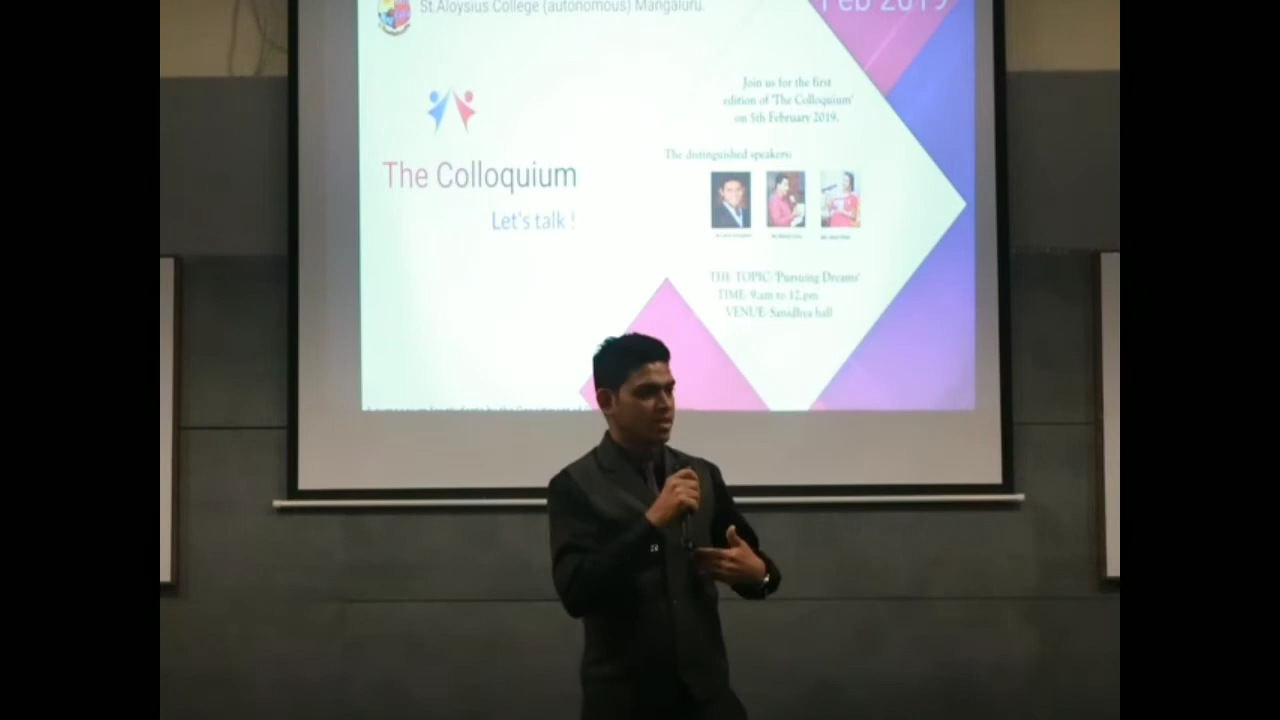 St.Aloysius College (autonomous) Mangaluru.
Feb 2019
Join us for the first
edition of 'The Colloquium'
on 5th February 2019.
The distinguished speakers:
The Colloquium
Let's talk !
THE TOPIC-'Pursuing Dreams'
TIME- 9.am to 12.pm
VENUE- Sanidhya hall